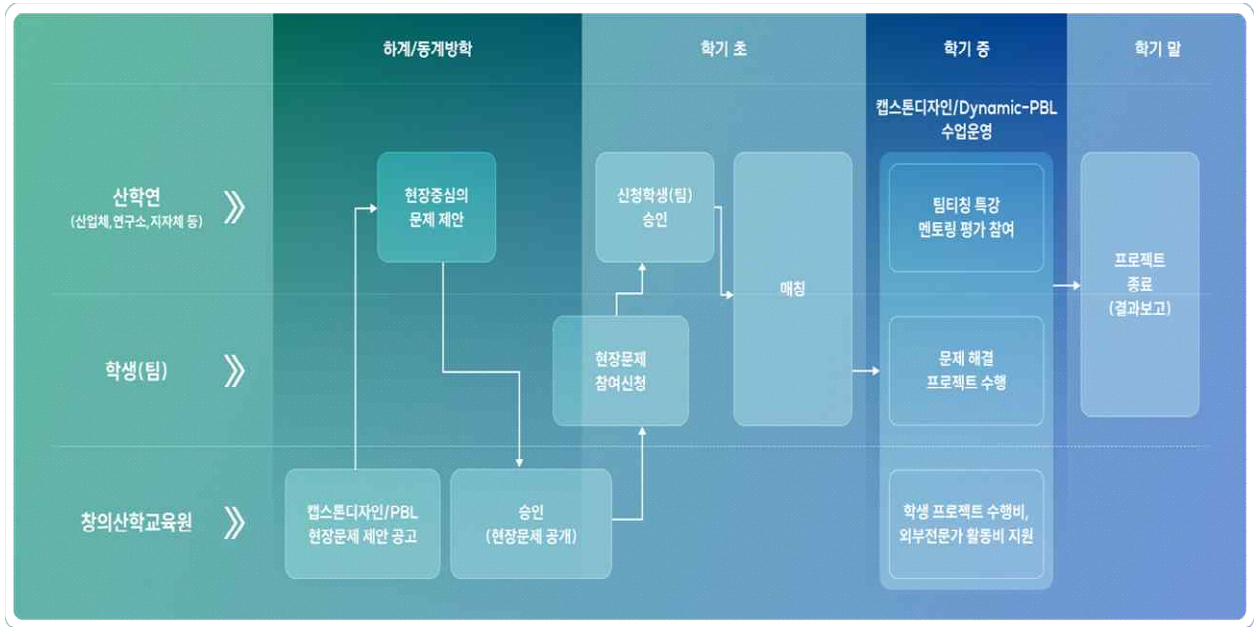 하계/동계방학
학기 초
학기 중
학기 말
캡스톤디자인/Dynamic-PBL
수업운영
산학연
(산업체,연구소,지자체 등)
현장중심의
문제 제안
신청학생(팀)
승인
매칭
팀티칭 특강
멘토링 평가 참여
프로젝트
종료
(결과보고)
학생(팀)
현장문제
참여신청
문제 해결
프로젝트 수행
창의산학교육원
캡스톤디자인/PBL
현장문제 제안 공고
승인
(현장문제 공개)
학생 프로젝트 수행비,
외부전문가 활동비 지원